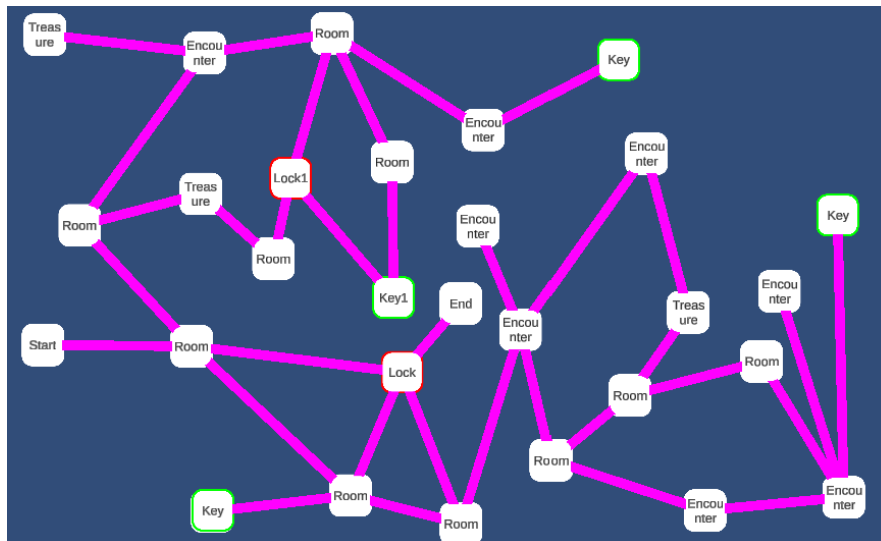 Treas
ure
Encou
nter
Room
Key
Encou
nter
Encou
nter
Room
Lock1
Treas
ure
Room
Key
Encou
nter
Room
Encou
nter
Key1
End
Treas
ure
Encou
nter
Start
Room
Room
Lock
Room
Room
Room
Key
Encou
nter
Encou
nter
Room